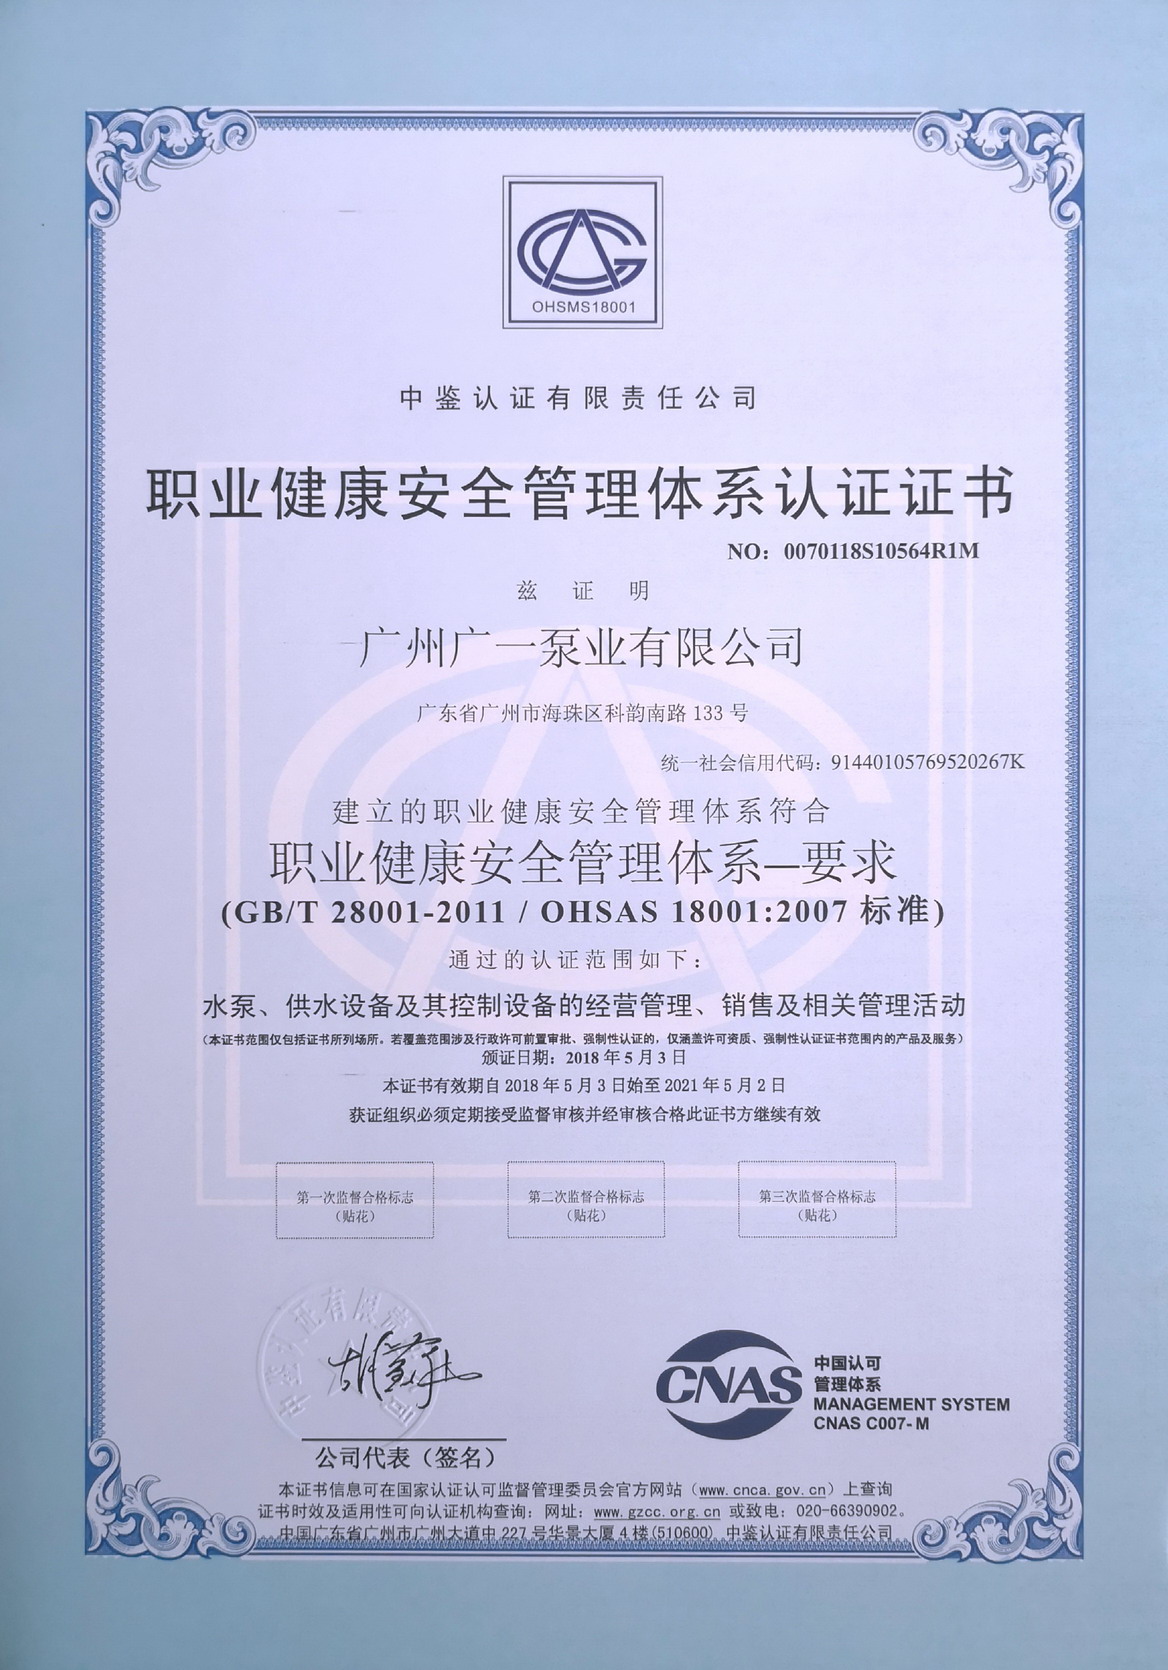 OHSMS18001
中鉴认证有限责任公司
职业健康安全管理体系认证证书
NO：0070118S10564R1M
兹 证 明
广州广一泵业有限公司
广东省广州市海珠区科韵南路 133 号
统一社会信用代码：91440105769520267K
建立的职业健康安全管理体系符合
职业健康安全管理体系—要求
(GB/T 28001-2011 / OHSAS 18001:2007 标准)
通过的认证范围如下：
水泵、供水设备及其控制设备的经营管理、销售及相关管理活动
（本证书范围仅包括证书所列场所。若覆盖范围涉及行政许可前置审批、强制性认证的，仅涵盖许可资质、强制性认证证书范围内的产品及服务）
颁证日期：2018 年 5 月 3 日
本证书有效期自 2018 年 5 月 3 日始至 2021 年 5 月 2 日
获证组织必须定期接受监督审核并经审核合格此证书方继续有效
第一次监督合格标志
（贴花）
第二次监督合格标志
（贴花）
第三次监督合格标志
（贴花）
CNAS
中国认可
管理体系
MANAGEMENT SYSTEM
CNAS C007-M
公司代表（签名）
本证书信息可在国家认证认可监督管理委员会官方网站（www.cnca.gov.cn）上查询
证书时效及适用性可向认证机构查询：网址：www.gzcc.org.cn 或致电：020-66390902。
中国广东省广州市广州大道中 227 号华景大厦 4 楼(510600) 中鉴认证有限责任公司